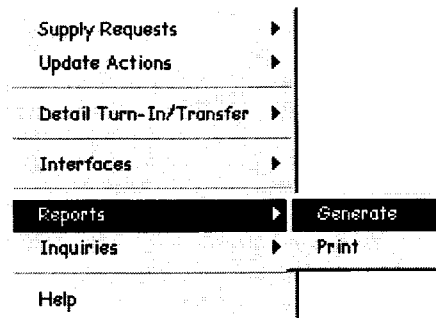 Supply Requests
Update Actions
Detail Turn-In/Transfer
Interfaces
Reports
Generate
Inquiries
Print
Help